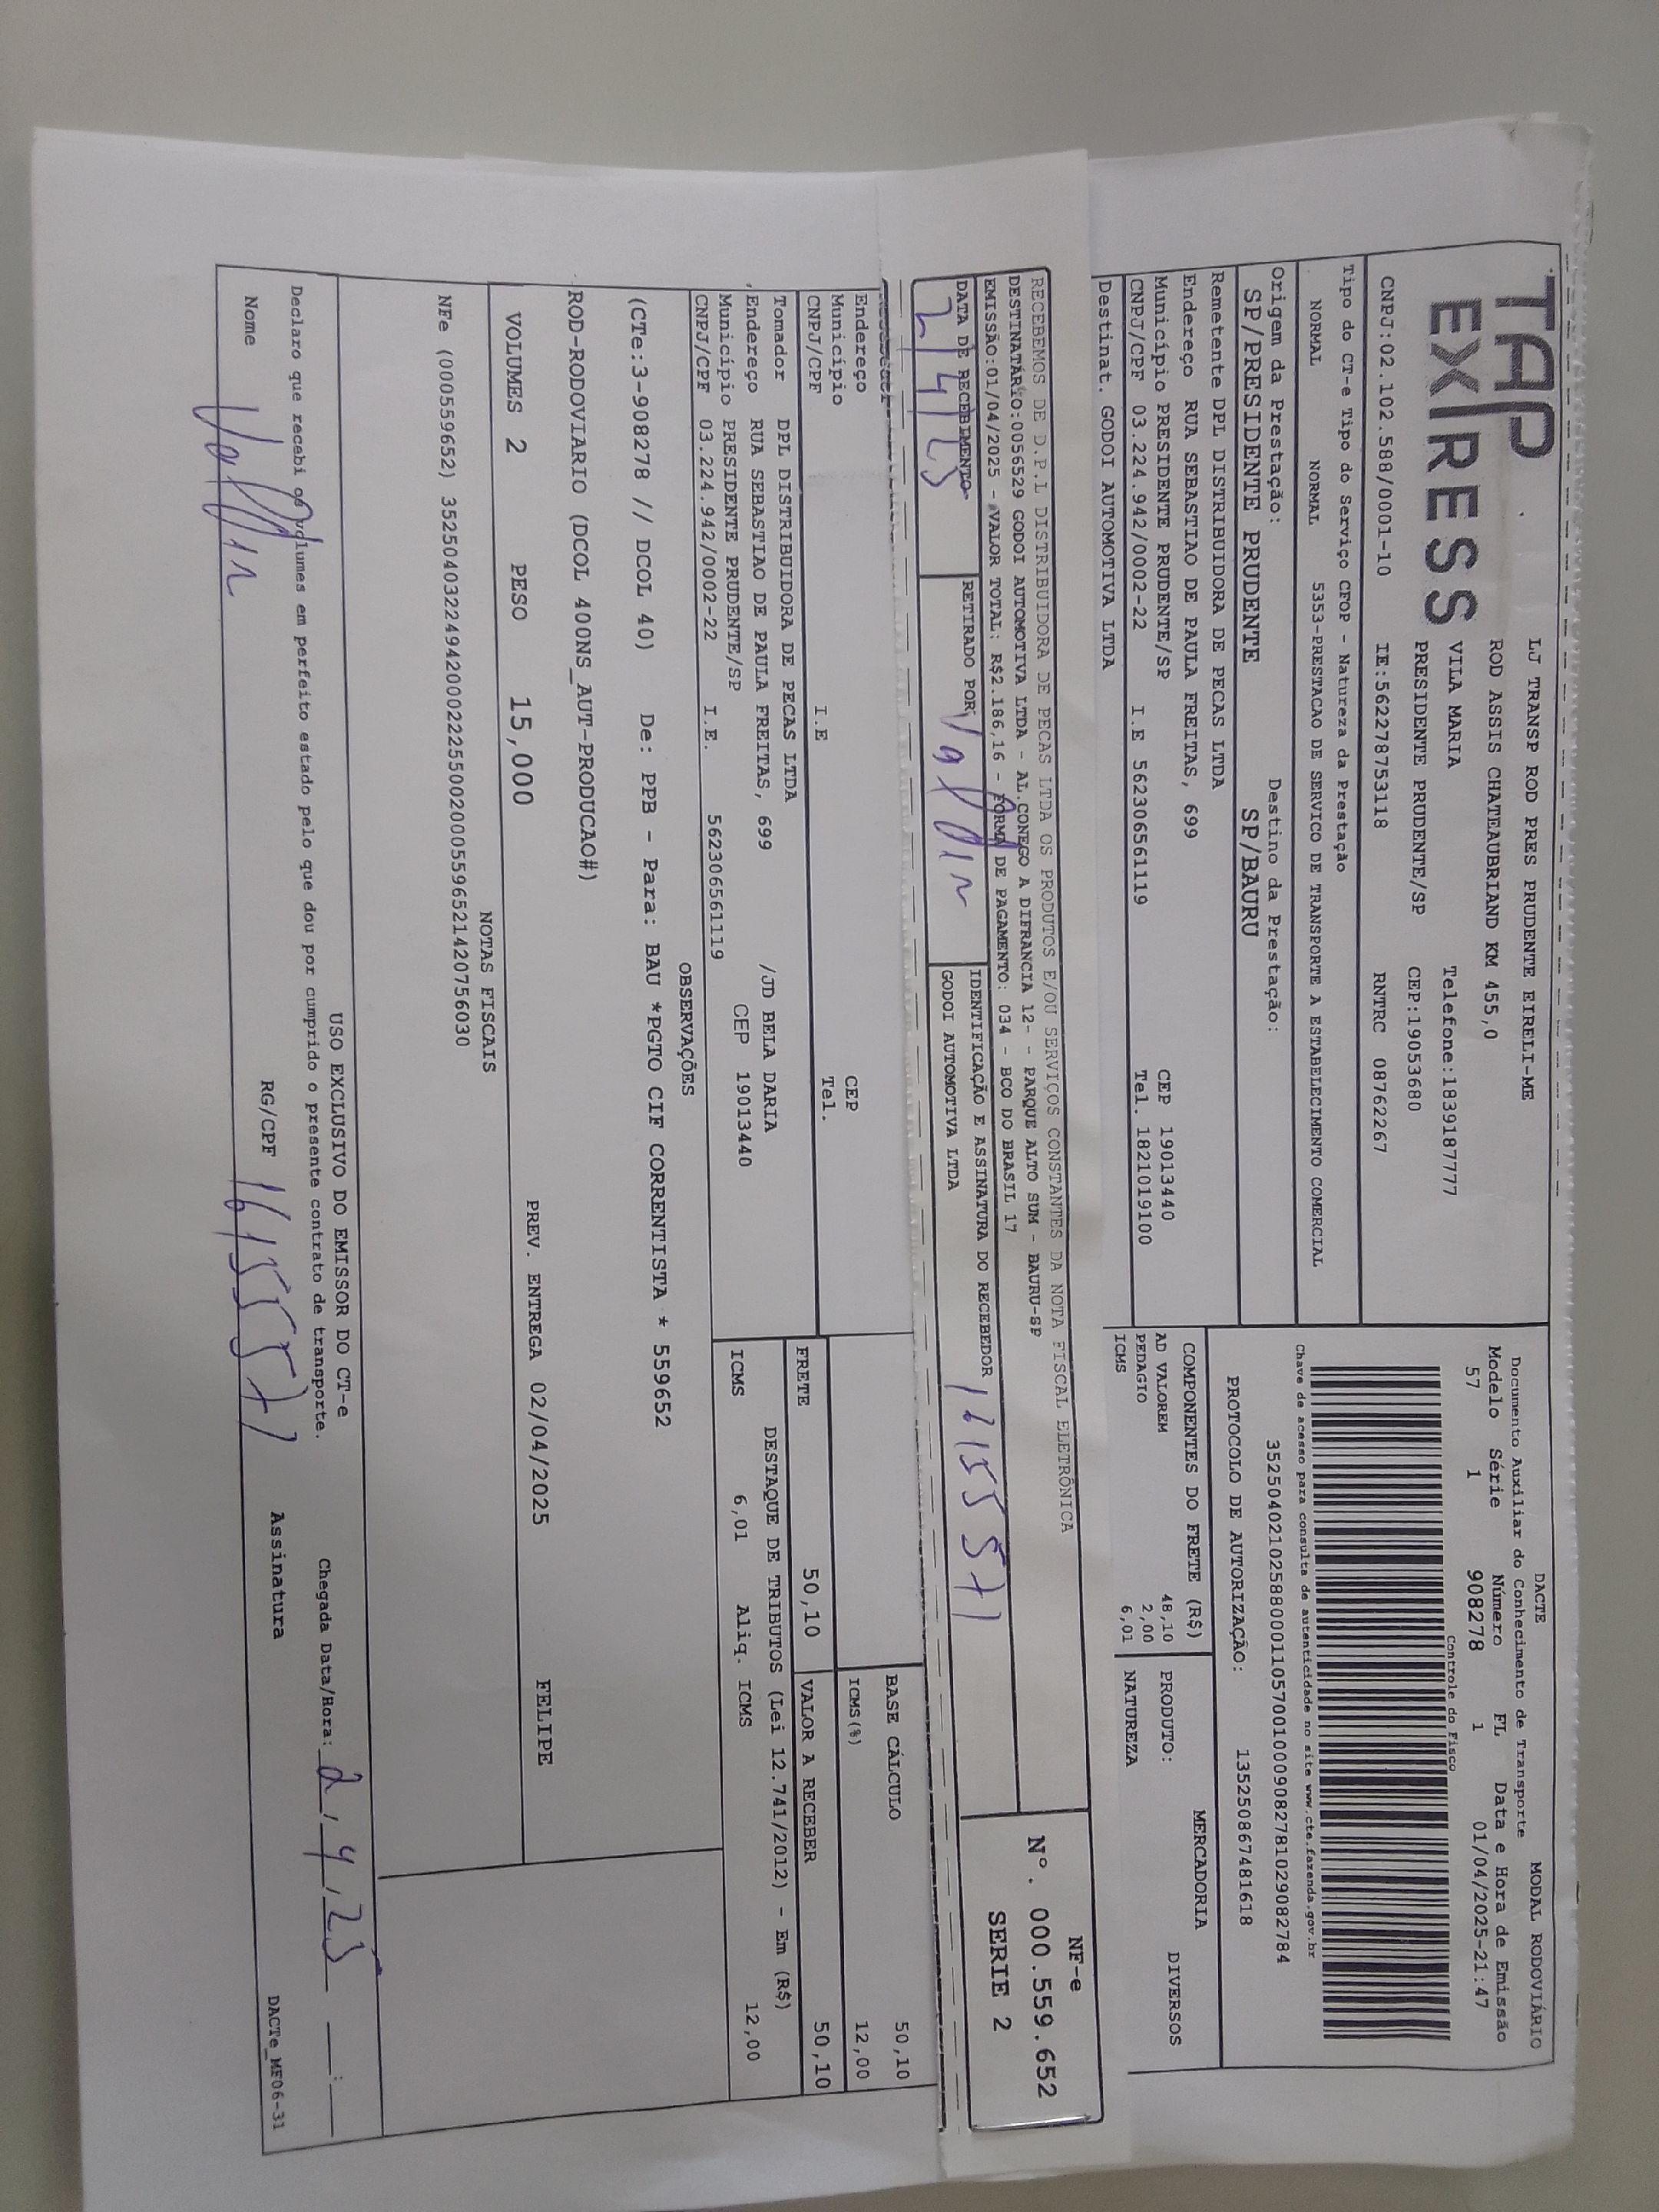 TAP EXPRESS
LJ TRANSP ROD PRES PRUDENTE EIRELI-ME
ROD ASSIS CHATEAUBRIAND KM 455,0
VILA MARIA Telefone:1839187777
PRESIDENTE PRUDENTE/SP CEP:19053680
CNPJ:02.102.588/0001-10 IE:562278753118 RNTRC 08762267
DACTE MODAL RODOVIÁRIO
Documento Auxiliar do Conhecimento de Transporte
Modelo Série Número FL Data e Hora de Emissão
57 1 908278 1 01/04/2025-21:47
Controle do Fisco
Chave de acesso para consulta de autenticidade no site www.cte.fazenda.gov.br
35250402102588000110570010009082781029082784
PROTOCOLO DE AUTORIZAÇÃO: 135250867481618
Tipo do CT-e Tipo do Serviço CFOP - Natureza da Prestação
NORMAL NORMAL 5353-PRESTACAO DE SERVICO DE TRANSPORTE A ESTABELECIMENTO COMERCIAL
Origem da Prestação: Destino da Prestação:
SP/PRESIDENTE PRUDENTE SP/BAURU
Remetente DPL DISTRIBUIDORA DE PECAS LTDA
Endereço RUA SEBASTIAO DE PAULA FREITAS, 699
Município PRESIDENTE PRUDENTE/SP CEP 19013440
CNPJ/CPF 03.224.942/0002-22 I.E 562306561119 Tel. 1821019100
Destinat. GODOI AUTOMOTIVA LTDA
COMPONENTES DO FRETE (R$)
AD VALOREM 48,10
PEDAGIO 2,00
ICMS 6,01
MERCADORIA
PRODUTO: DIVERSOS
NATUREZA
RECEBEMOS DE D.P.L DISTRIBUIDORA DE PECAS LTDA OS PRODUTOS E/OU SERVIÇOS CONSTANTES DA NOTA FISCAL ELETRÔNICA
DESTINATÁRIO:0056529 GODOI AUTOMOTIVA LTDA - AL.CONEGO A DIFRANCIA 12- - PARQUE ALTO SUM - BAURU-SP
EMISSÃO:01/04/2025 - VALOR TOTAL: R$2.186,16 - FORMA DE PAGAMENTO: 034 - BCO DO BRASIL 17
DATA DE RECEBIMENTO RETIRADO POR: IDENTIFICAÇÃO E ASSINATURA DO RECEBEDOR
2/4/25 GODOI AUTOMOTIVA LTDA
NF-e
Nº. 000.559.652
SERIE 2
Endereço
Município CEP
CNPJ/CPF I.E Tel.
BASE CÁLCULO 50,10
ICMS(%) 12,00
Tomador DPL DISTRIBUIDORA DE PECAS LTDA
Endereço RUA SEBASTIAO DE PAULA FREITAS, 699 /JD BELA DARIA
Município PRESIDENTE PRUDENTE/SP CEP 19013440
CNPJ/CPF 03.224.942/0002-22 I.E. 562306561119
FRETE 50,10 VALOR A RECEBER 50,10
DESTAQUE DE TRIBUTOS (Lei 12.741/2012) - Em (R$)
ICMS 6,01 Aliq. ICMS 12,00
OBSERVAÇÕES
(CTe:3-908278 // DCOL 40) De: PPB - Para: BAU *PGTO CIF CORRENTISTA * 559652
ROD-RODOVIARIO (DCOL 400NS_AUT-PRODUCAO#)
VOLUMES 2 PESO 15,000 PREV. ENTREGA 02/04/2025 FELIPE
NOTAS FISCAIS
NFe (000559652) 35250403224942000222550020005596521420756030
USO EXCLUSIVO DO EMISSOR DO CT-e
Declaro que recebi os volumes em perfeito estado pelo que dou por cumprido o presente contrato de transporte.
Chegada Data/Hora: 2/4/25
Nome RG/CPF Assinatura
DACTe_MF06-31